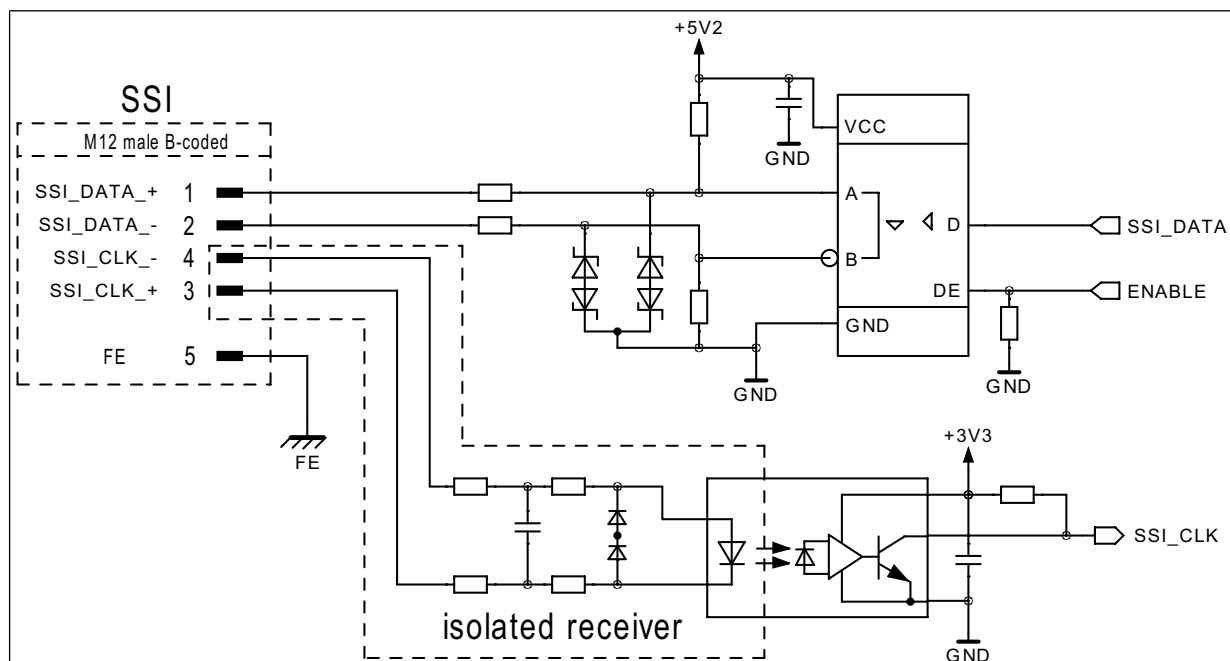 +5V2
SSI
M12 male B-coded
VCC
GND
SSI_DATA_+ 1
A
SSI_DATA_- 2
D
SSI_DATA
SSI_CLK_- 4
B
SSI_CLK_+ 3
DE
ENABLE
GND
FE 5
GND
GND
FE
+3V3
SSI_CLK
isolated receiver
GND